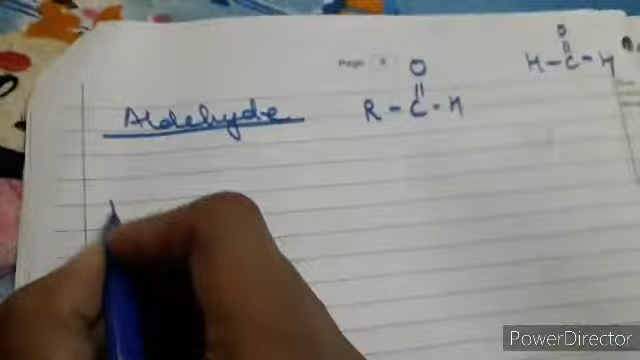 Page
O
O
||
||
H-C-H
Aldehyde R - C - H
PowerDirector